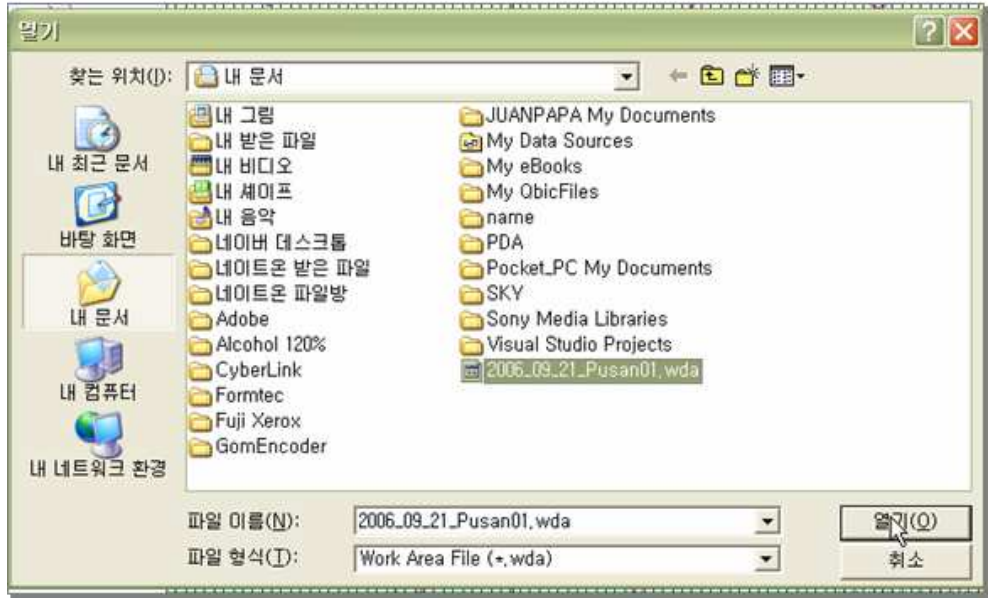 열기
찾는 위치(I):
내 문서
내 최근 문서
바탕 화면
내 문서
내 컴퓨터
내 네트워크 환경
내 그림
내 받은 파일
내 비디오
내 셰이프
내 음악
네이버 데스크톱
네이트온 받은 파일
네이트온 파일방
Adobe
Alcohol 120%
CyberLink
Formtec
Fuji Xerox
GomEncoder
JUANPAPA My Documents
My Data Sources
My eBooks
My QbicFiles
name
PDA
Pocket_PC My Documents
SKY
Sony Media Libraries
Visual Studio Projects
2006_09_21_Pusan01.wda
파일 이름(N):
2006_09_21_Pusan01.wda
열기(O)
파일 형식(T):
Work Area File (*.wda)
취소